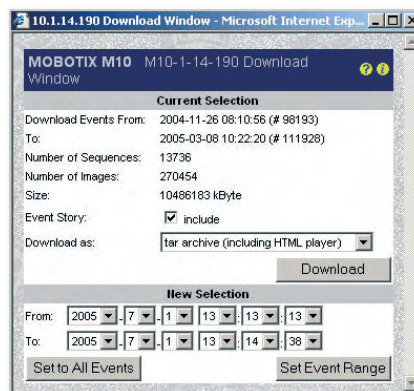 10.1.14.190 Download Window - Microsoft Internet Exp...
MOBOTIX M10 M10-1-14-190 Download
Window
Current Selection
Download Events From: 2004-11-26 08:10:56 (# 98193)
To: 2005-03-08 10:22:20 (# 111928)
Number of Sequences: 13736
Number of Images: 270454
Size: 10486183 kByte
Event Story: include
Download as: tar archive (including HTML player)
Download
New Selection
From: 2005 - 7 - 1 13 : 13 : 13
To: 2005 - 7 - 1 13 : 14 : 38
Set to All Events Set Event Range